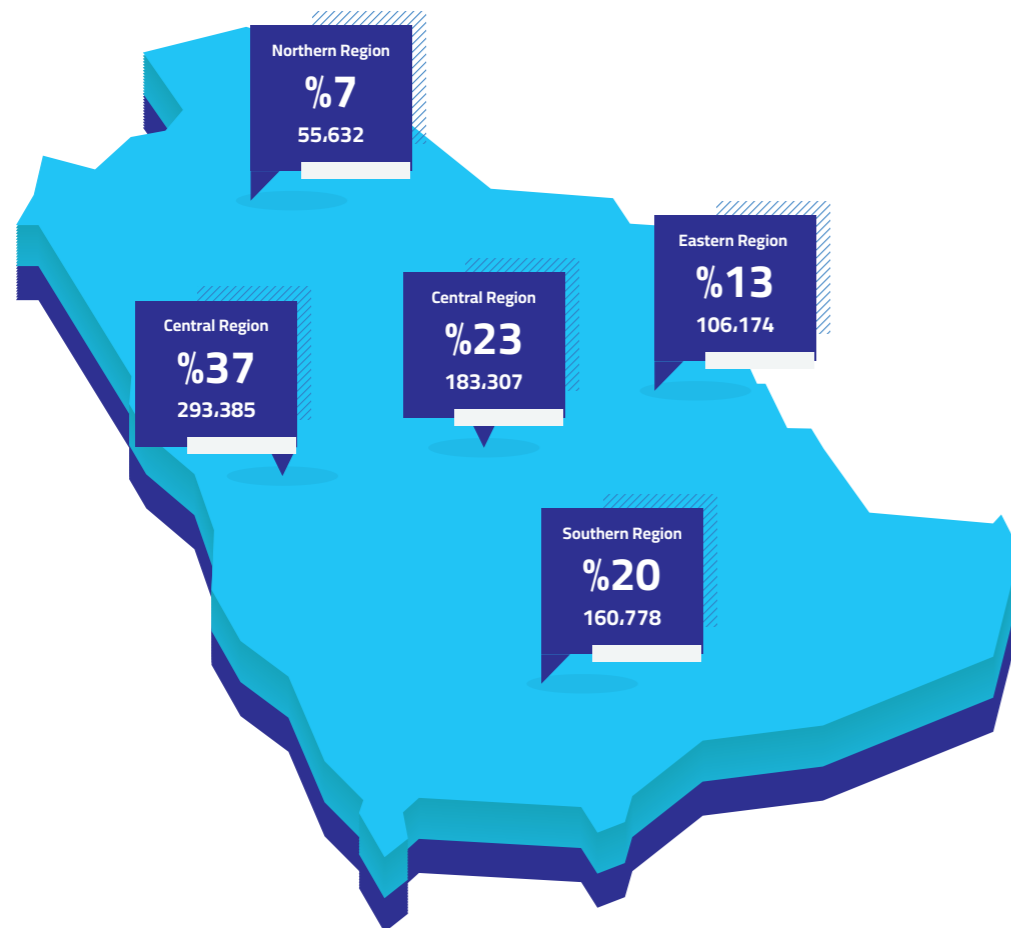 Northern Region
%7
55،632
Eastern Region
%13
106،174
Central Region
%23
183،307
Central Region
%37
293،385
Southern Region
%20
160،778